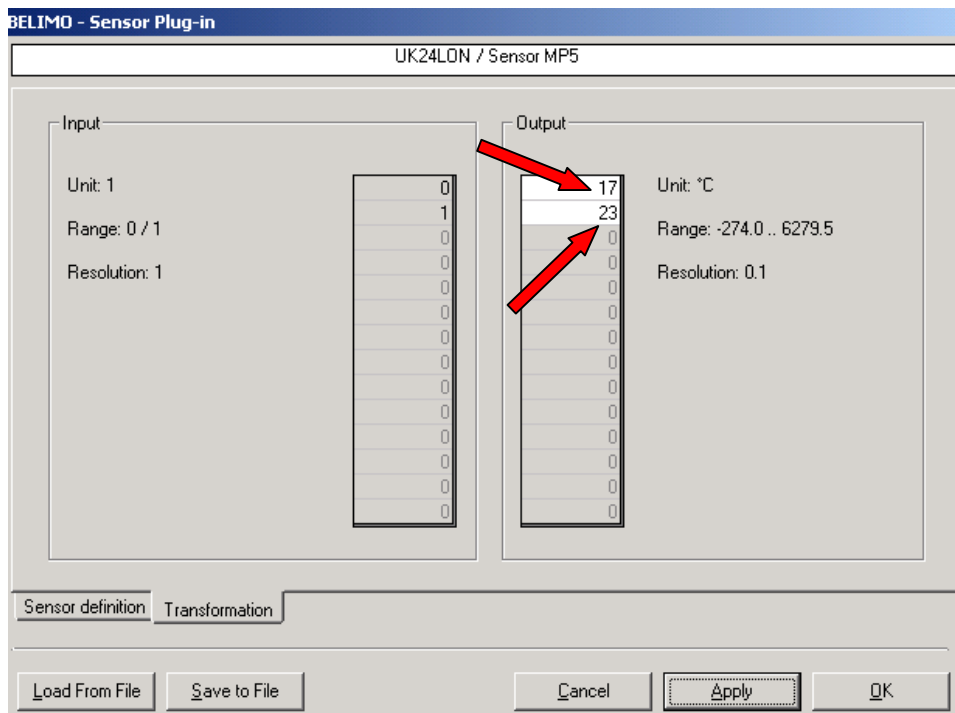 BELIMO - Sensor Plug-in
UK24LON / Sensor MP5
Input
Unit: 1
Range: 0 / 1
Resolution: 1
0
1
0
0
0
0
0
0
0
0
0
0
0
0
Output
17
23
0
0
0
0
0
0
0
0
0
0
0
0
Unit: °C
Range: -274.0 .. 6279.5
Resolution: 0.1
Sensor definition Transformation
Load From File Save to File Cancel Apply OK